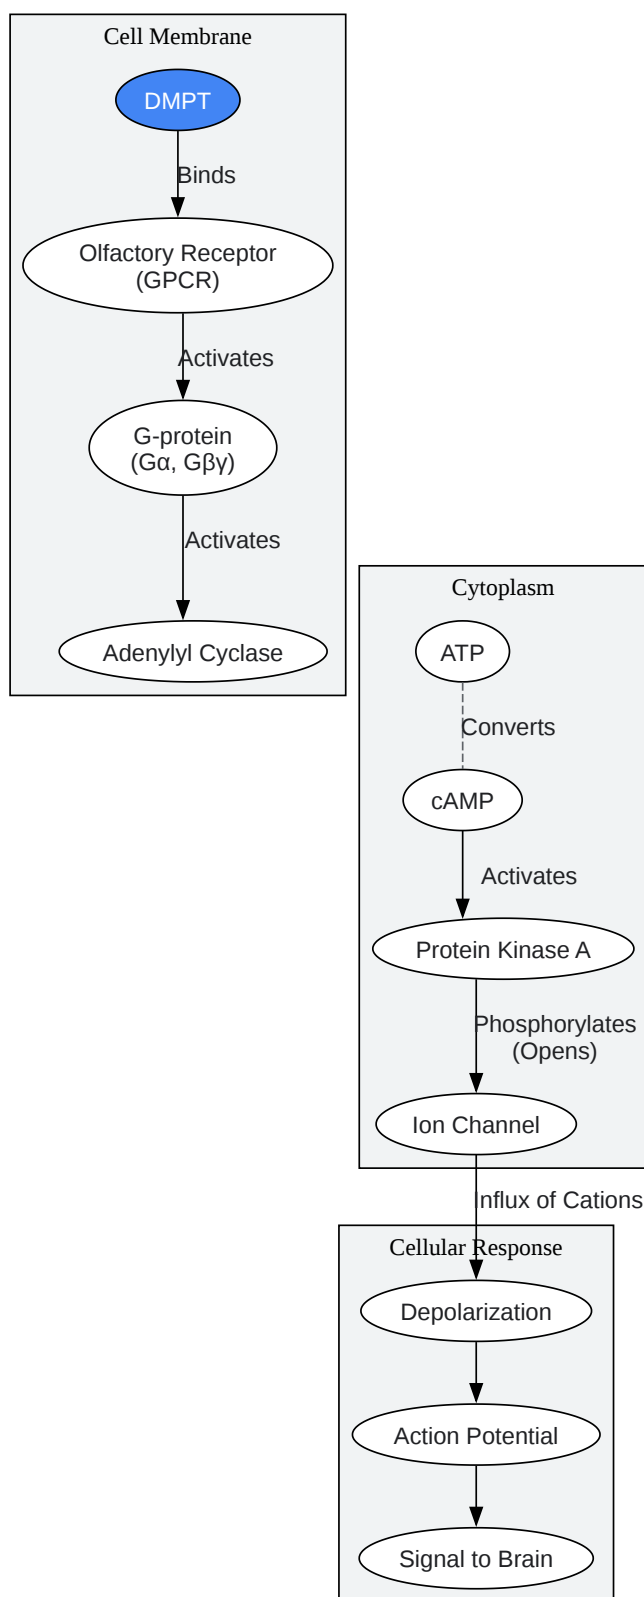 Cell Membrane
DMPT
Binds
Olfactory Receptor
(GPCR)
Activates
G-protein
(Gα, Gβγ)
Activates
Adenylyl Cyclase
Cytoplasm
ATP
Converts
cAMP
Activates
Protein Kinase A
Phosphorylates
(Opens)
Ion Channel
Influx of Cations
Cellular Response
Depolarization
Action Potential
Signal to Brain